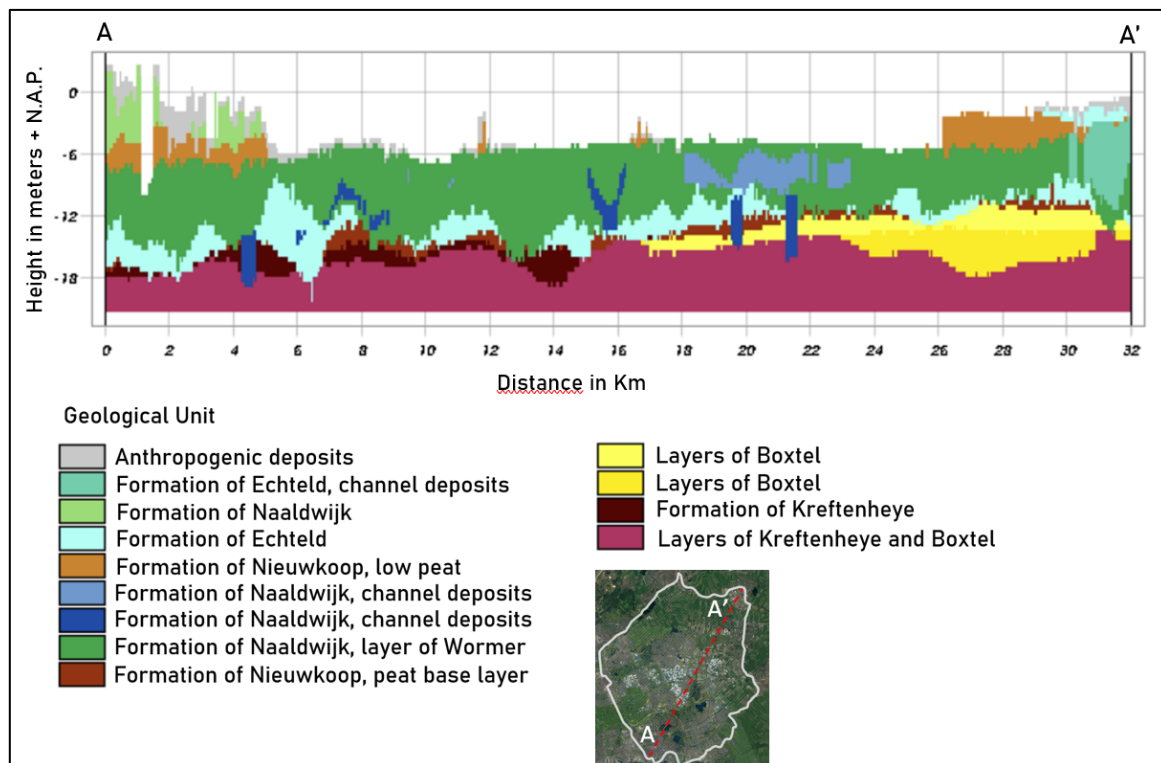 A
A'
Height in meters + N.A.P.
0
-6
-12
-18
0 2 4 6 8 10 12 14 16 18 20 22 24 26 28 30 32
Distance in Km
Geological Unit
Anthropogenic deposits
Formation of Echteld, channel deposits
Formation of Naaldwijk
Formation of Echteld
Formation of Nieuwkoop, low peat
Formation of Naaldwijk, channel deposits
Formation of Naaldwijk, channel deposits
Formation of Naaldwijk, layer of Wormer
Formation of Nieuwkoop, peat base layer
Layers of Boxtel
Layers of Boxtel
Formation of Kreftenheye
Layers of Kreftenheye and Boxtel
A'
A